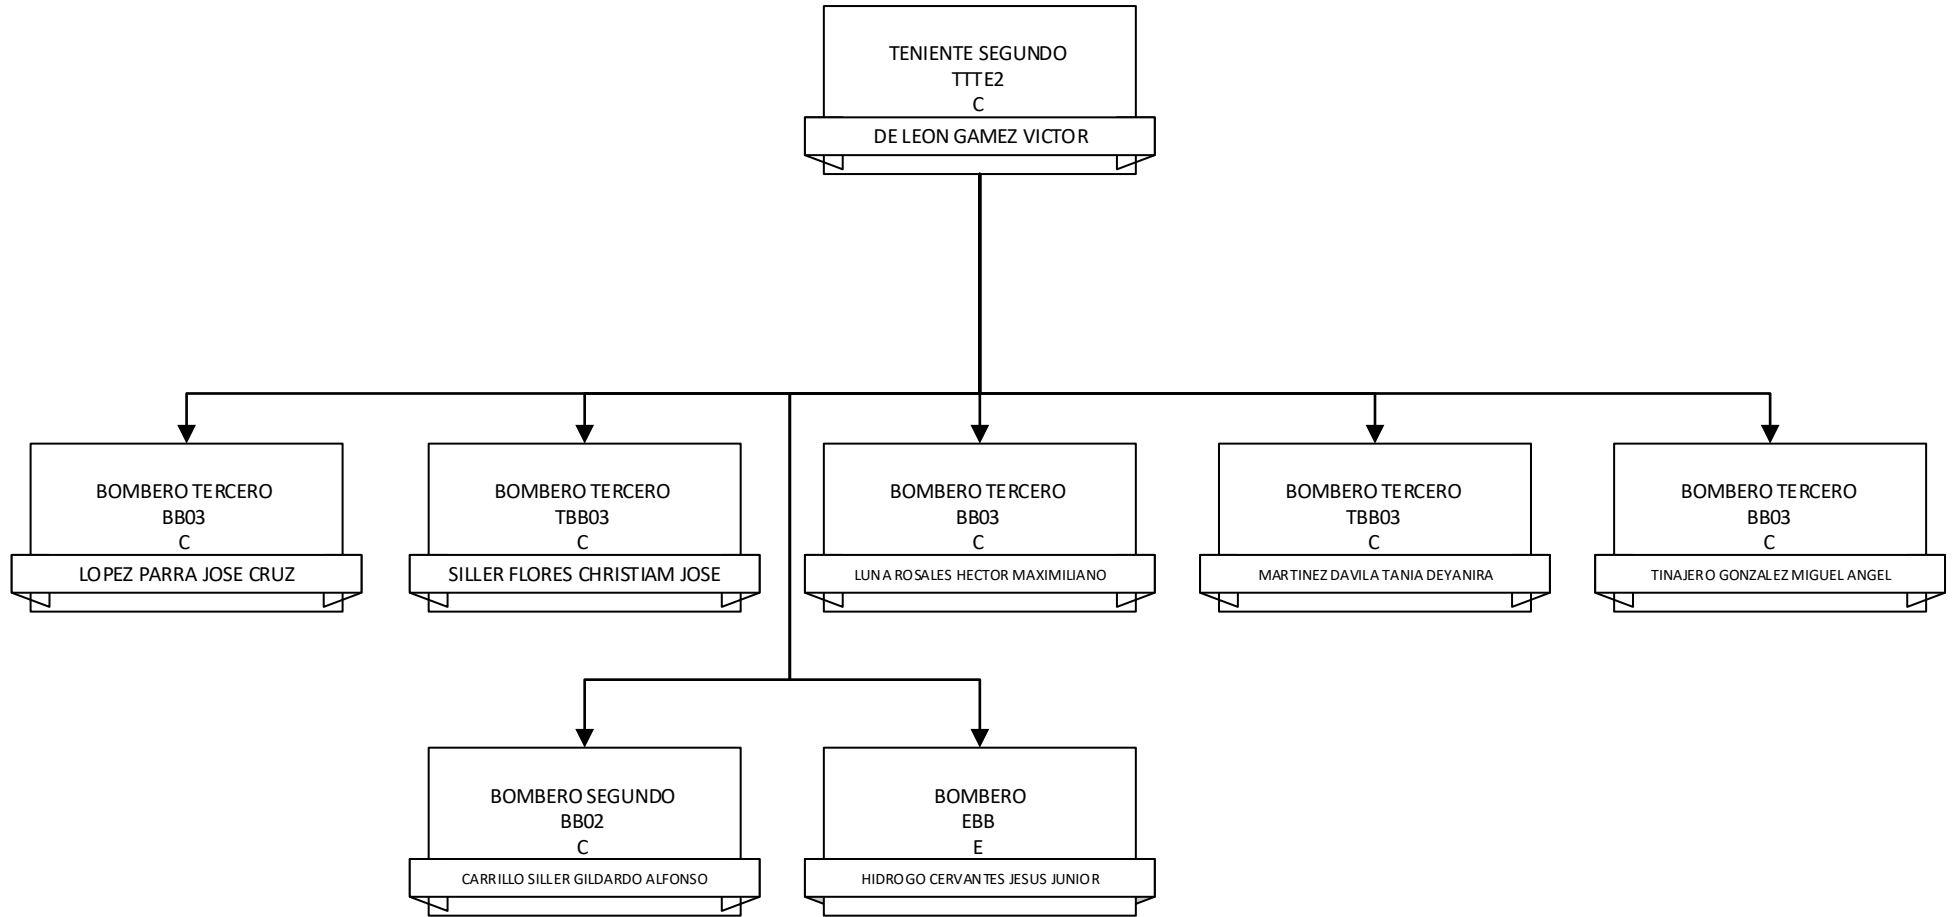 TENIENTE SEGUNDO
TTTE2
C
DE LEON GAMEZ VICTOR
BOMBERO TERCERO
BB03
C
LOPEZ PARRA JOSE CRUZ
BOMBERO TERCERO
TBB03
C
SILLER FLORES CHRISTIAM JOSE
BOMBERO TERCERO
BB03
C
LUNA ROSALES HECTOR MAXIMILIANO
BOMBERO TERCERO
TBB03
C
MARTINEZ DAVILA TANIA DEYANIRA
BOMBERO TERCERO
BB03
C
TINAJERO GONZALEZ MIGUEL ANGEL
BOMBERO SEGUNDO
BB02
C
CARRILLO SILLER GILDARDO ALFONSO
BOMBERO
EBB
E
HIDROGO CERVANTES JESUS JUNIOR